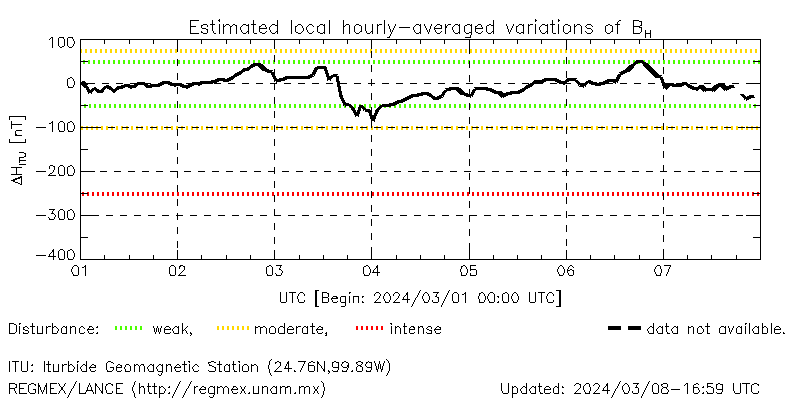 Estimated local hourly-averaged variations of BH
100
0
-100
-200
-300
-400
ΔHITU [nT]
01 02 03 04 05 06 07
UTC [Begin: 2024/03/01 00:00 UTC]
Disturbance: weak, moderate, intense data not available.
ITU: Iturbide Geomagnetic Station (24.76N,99.89W)
REGMEX/LANCE (http://regmex.unam.mx) Updated: 2024/03/08-16:59 UTC